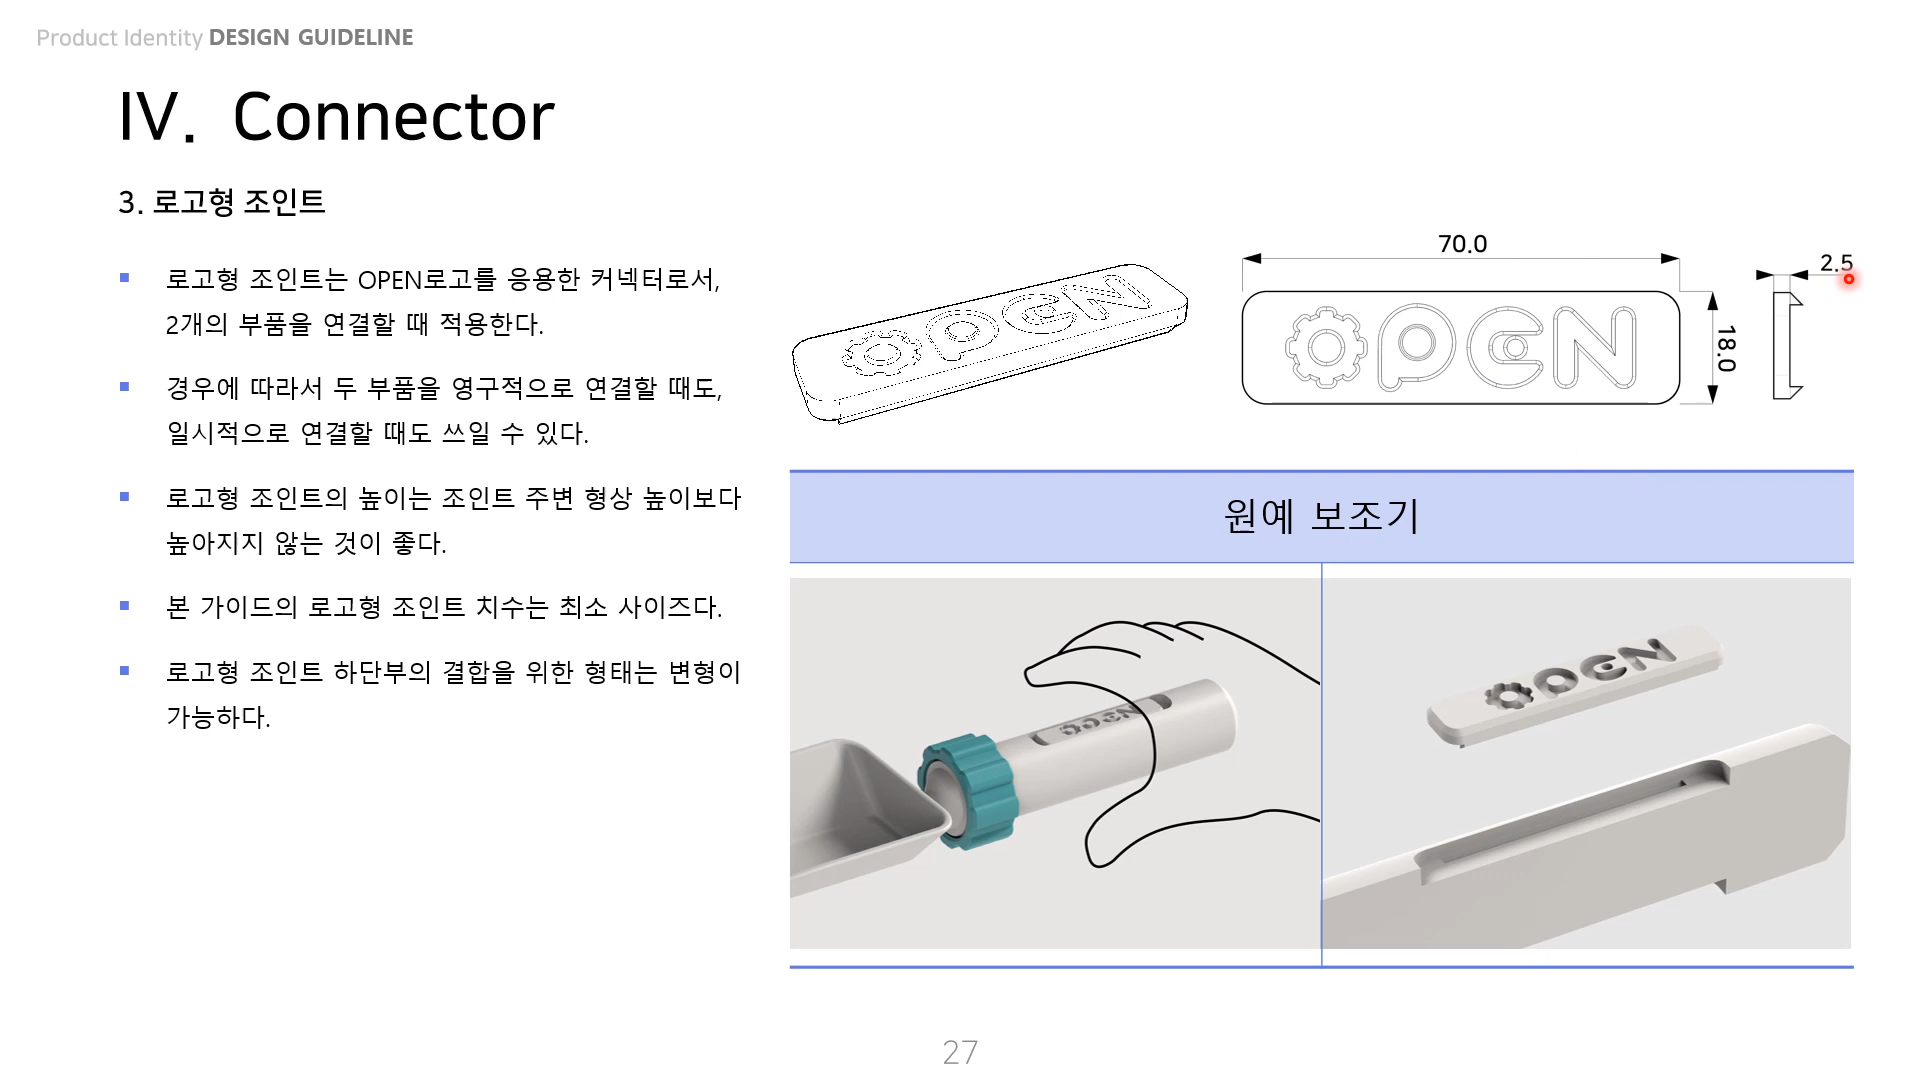 Product Identity DESIGN GUIDELINE
IV. Connector
3. 로고형 조인트
로고형 조인트는 OPEN로고를 응용한 커넥터로서,
2개의 부품을 연결할 때 적용한다.
경우에 따라서 두 부품을 영구적으로 연결할 때도,
일시적으로 연결할 때도 쓰일 수 있다.
로고형 조인트의 높이는 조인트 주변 형상 높이보다
높아지지 않는 것이 좋다.
본 가이드의 로고형 조인트 치수는 최소 사이즈다.
로고형 조인트 하단부의 결합을 위한 형태는 변형이
가능하다.
OPEN
70.0
OPEN
18.0
2.5
원예 보조기
OPEN
OPEN
27